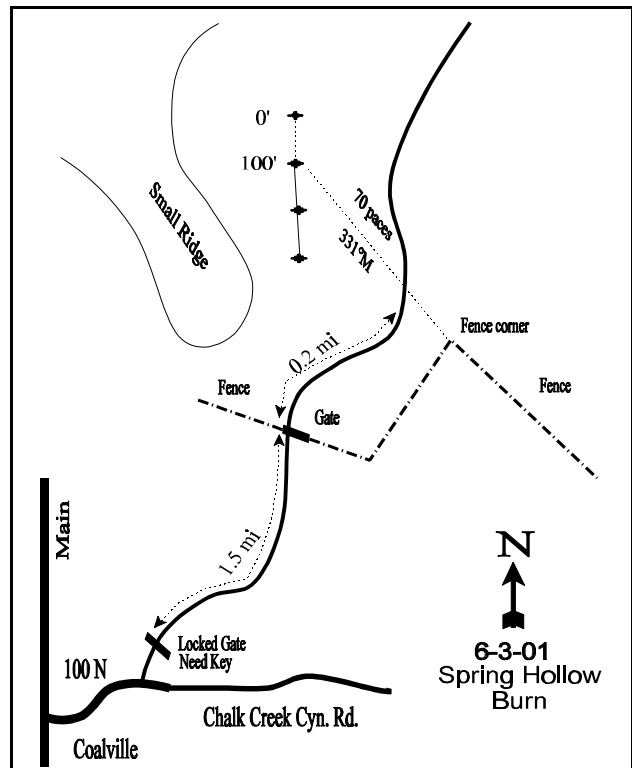 0'
100'
Small Ridge
70 paces
331°M
0.2 mi
Fence corner
Fence
Fence
Gate
1.5 mi
Main
Locked Gate
Need Key
100 N
Chalk Creek Cyn. Rd.
Coalville
N
6-3-01
Spring Hollow
Burn